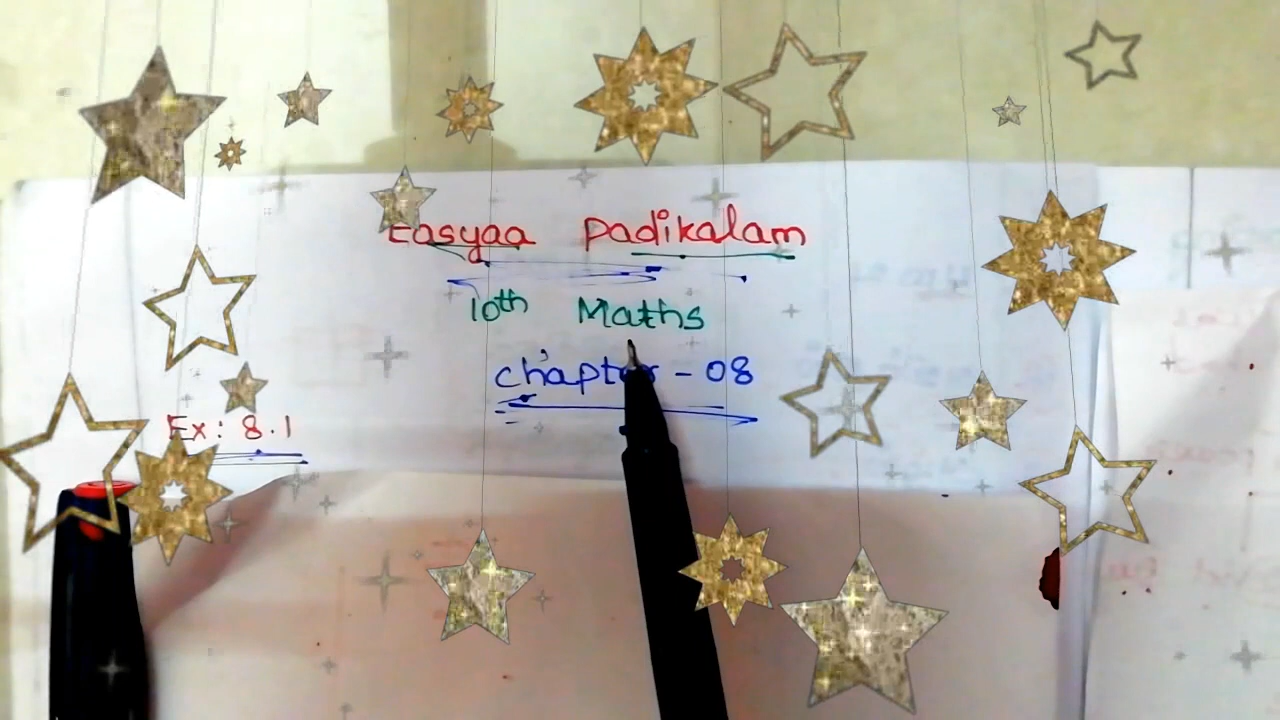 Easyaa Padikalam
10th Maths
chapter - 08
Ex: 8.1